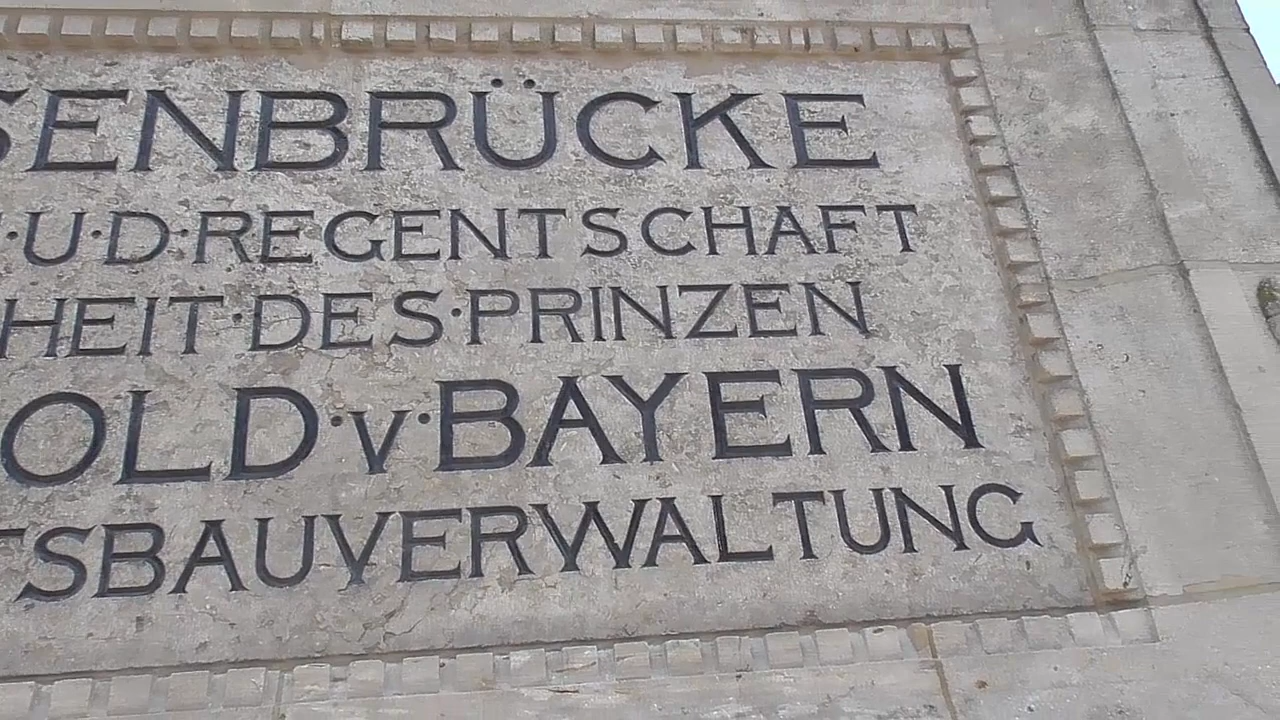 SENBRÜCKE
·U·D·REGENTSCHAFT
HEIT·DES·PRINZEN
OLD·v·BAYERN
SBAUVERWALTUNG